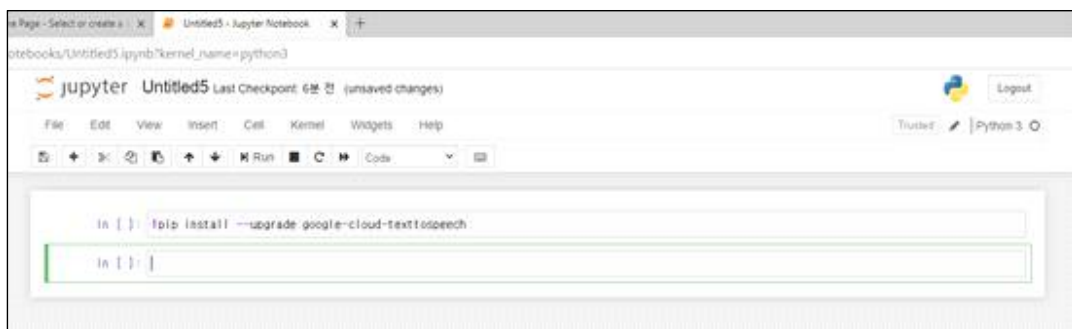 e Page - Select or create a
Untitled5 - Jupyter Notebook
otebooks/Untitled5.ipynb?kernel_name=python3
jupyter Untitled5 Last Checkpoint: 6분 전 (unsaved changes)
Logout
File Edit View Insert Cell Kernel Widgets Help
Trusted Python 3
Run Code
In [ ]: !pip install --upgrade google-cloud-texttospeech
In [ ]: